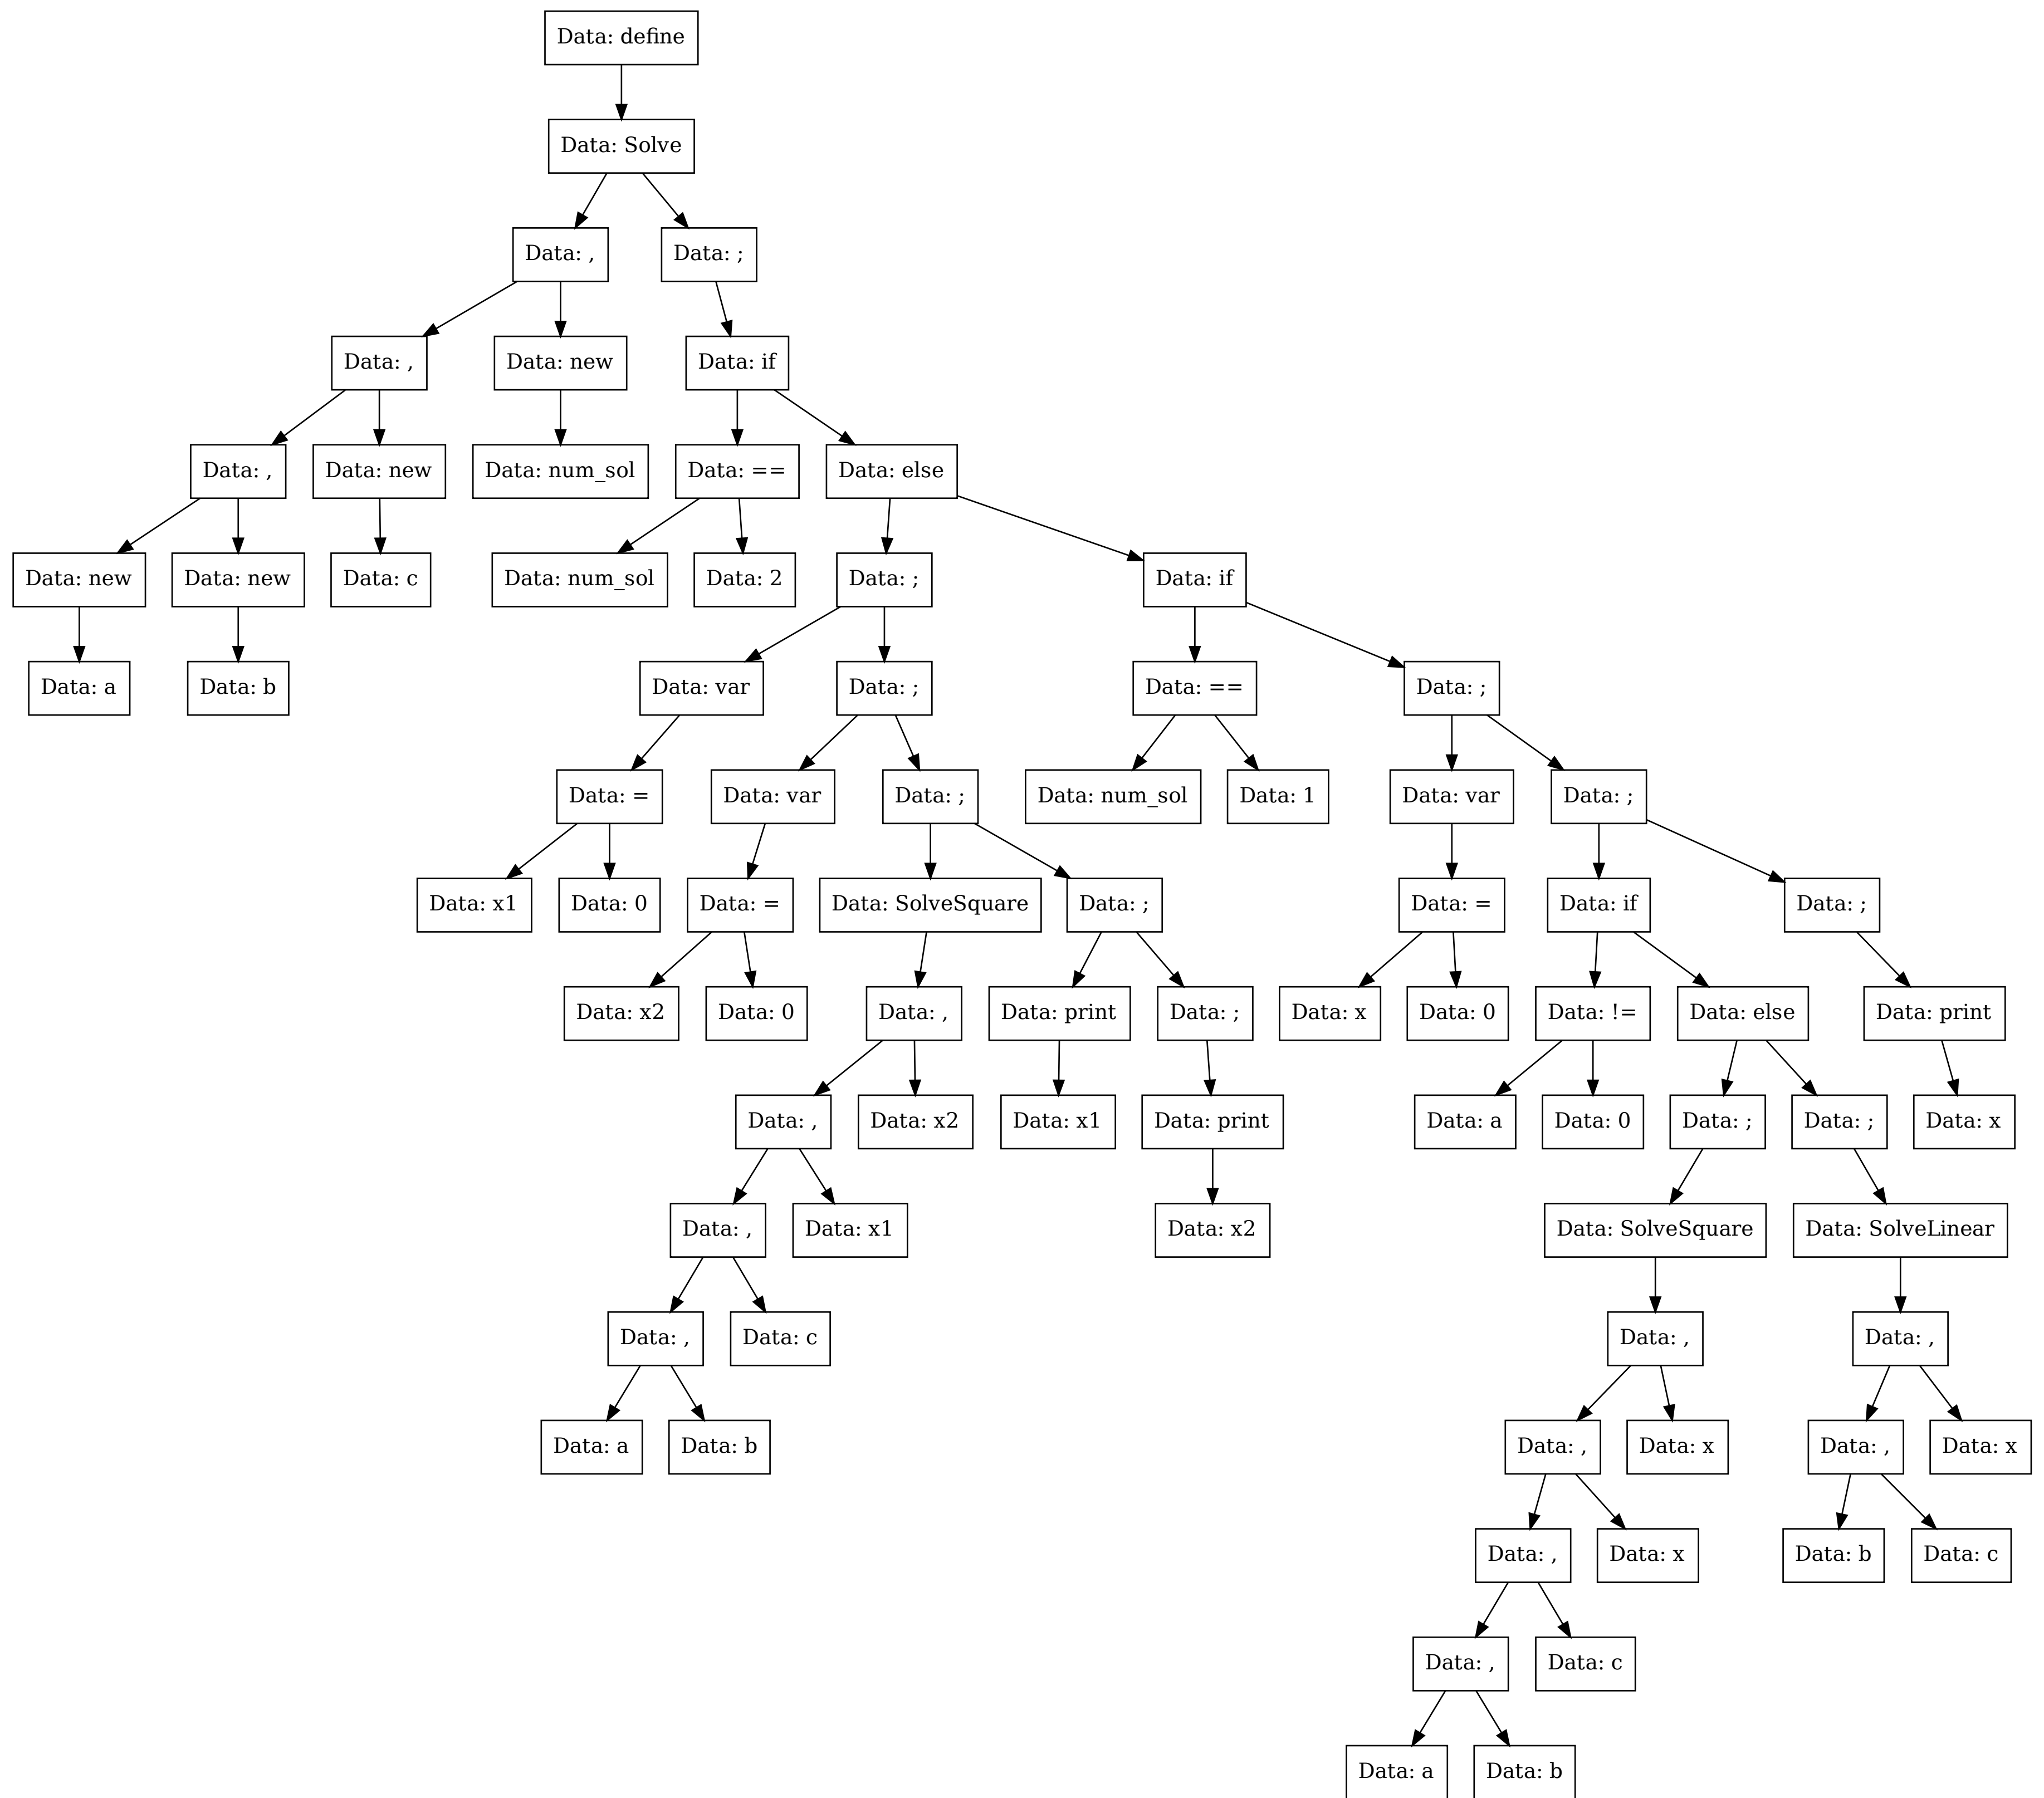 Data: define
Data: Solve
Data: ,
Data: ;
Data: ,
Data: new
Data: if
Data: ,
Data: new
Data: num_sol
Data: ==
Data: else
Data: new
Data: new
Data: c
Data: num_sol
Data: 2
Data: ;
Data: if
Data: a
Data: b
Data: var
Data: ;
Data: ==
Data: ;
Data: =
Data: var
Data: ;
Data: num_sol
Data: 1
Data: var
Data: ;
Data: x1
Data: 0
Data: =
Data: SolveSquare
Data: ;
Data: =
Data: if
Data: ;
Data: x2
Data: 0
Data: ,
Data: print
Data: ;
Data: x
Data: 0
Data: !=
Data: else
Data: print
Data: ,
Data: x2
Data: x1
Data: print
Data: a
Data: 0
Data: ;
Data: ;
Data: x
Data: ,
Data: x1
Data: x2
Data: SolveSquare
Data: SolveLinear
Data: ,
Data: c
Data: ,
Data: ,
Data: a
Data: b
Data: ,
Data: x
Data: ,
Data: x
Data: ,
Data: x
Data: b
Data: c
Data: ,
Data: c
Data: a
Data: b